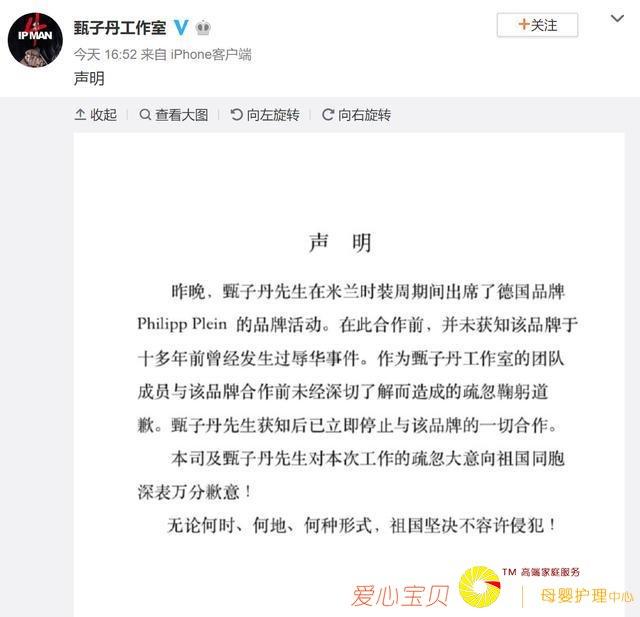 IP MAN
4
甄子丹工作室
V
+关注
今天 16:52 来自 iPhone客户端
声明
收起
查看大图
向左旋转
向右旋转
声 明
昨晚，甄子丹先生在米兰时装周期间出席了德国品牌
Philipp Plein 的品牌活动。在此合作前，并未获知该品牌于
十多年前曾经发生过辱华事件。作为甄子丹工作室的团队
成员与该品牌合作前未经深切了解而造成的疏忽鞠躬道
歉。甄子丹先生获知后已立即停止与该品牌的一切合作。
本司及甄子丹先生对本次工作的疏忽大意向祖国同胞
深表万分歉意！
无论何时、何地、何种形式，祖国坚决不容许侵犯！
爱心宝贝
TM 高端家庭服务
母婴护理中心